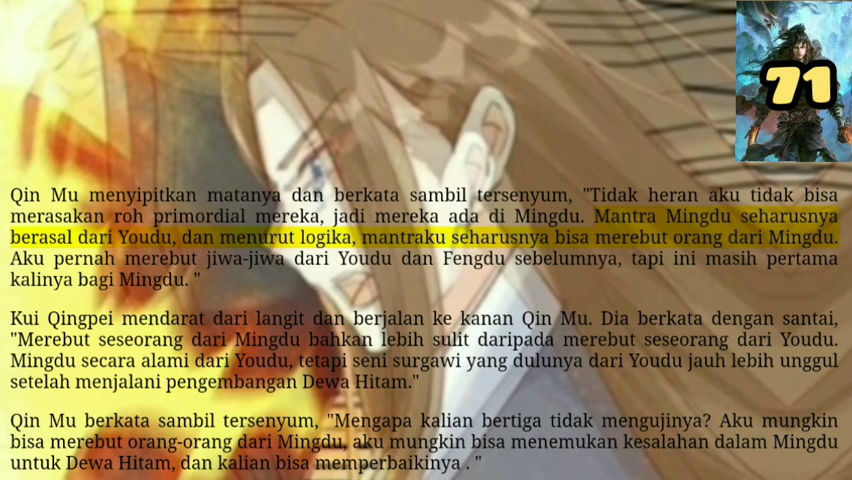 71
Qin Mu menyipitkan matanya dan berkata sambil tersenyum, "Tidak heran aku tidak bisa
merasakan roh primordial mereka, jadi mereka ada di Mingdu. Mantra Mingdu seharusnya
berasal dari Youdu, dan menurut logika, mantraku seharusnya bisa merebut orang dari Mingdu.
Aku pernah merebut jiwa-jiwa dari Youdu dan Fengdu sebelumnya, tapi ini masih pertama
kalinya bagi Mingdu. "
Kui Qingpei mendarat dari langit dan berjalan ke kanan Qin Mu. Dia berkata dengan santai,
"Merebut seseorang dari Mingdu bahkan lebih sulit daripada merebut seseorang dari Youdu.
Mingdu secara alami dari Youdu, tetapi seni surgawi yang dulunya dari Youdu jauh lebih unggul
setelah menjalani pengembangan Dewa Hitam."
Qin Mu berkata sambil tersenyum, "Mengapa kalian bertiga tidak mengujinya? Aku mungkin
bisa merebut orang-orang dari Mingdu, aku mungkin bisa menemukan kesalahan dalam Mingdu
untuk Dewa Hitam, dan kalian bisa memperbaikinya . "